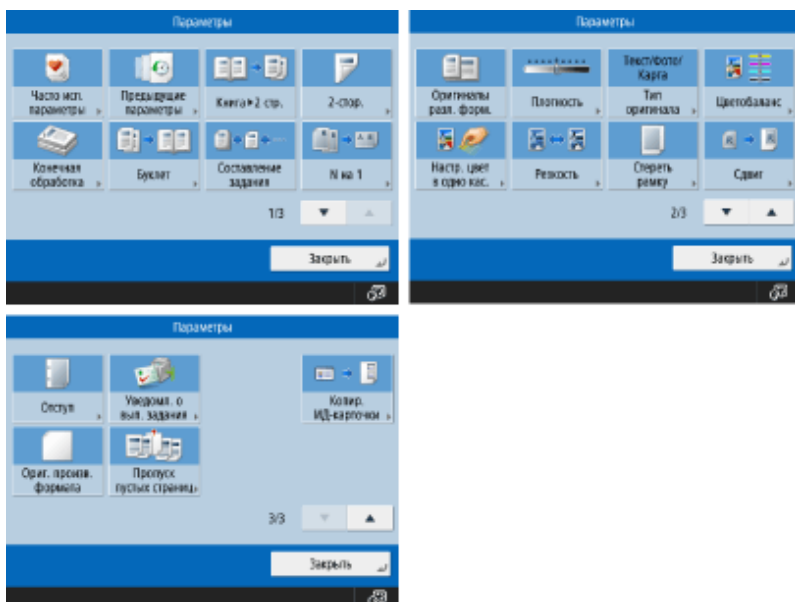 Параметры
Часто исп.
параметры
Предыдущие
параметры
Книга▶2 стр.
2-стор.
Конечная
обработка
Буклет
Составление
задания
N на 1
1/3
Закрыть
Параметры
Оригиналы
разл. форм.
Плотность
Текст/Фото/
Карта
Тип
оригинала
Цветобаланс
Настр. цвет
в одно кас.
Резкость
Стереть
рамку
Сдвиг
2/3
Закрыть
Параметры
Отступ
Уведомл. о
вып. задания
Копир.
ИД-карточки
Ориг. произв.
формата
Пропуск
пустых страниц
3/3
Закрыть